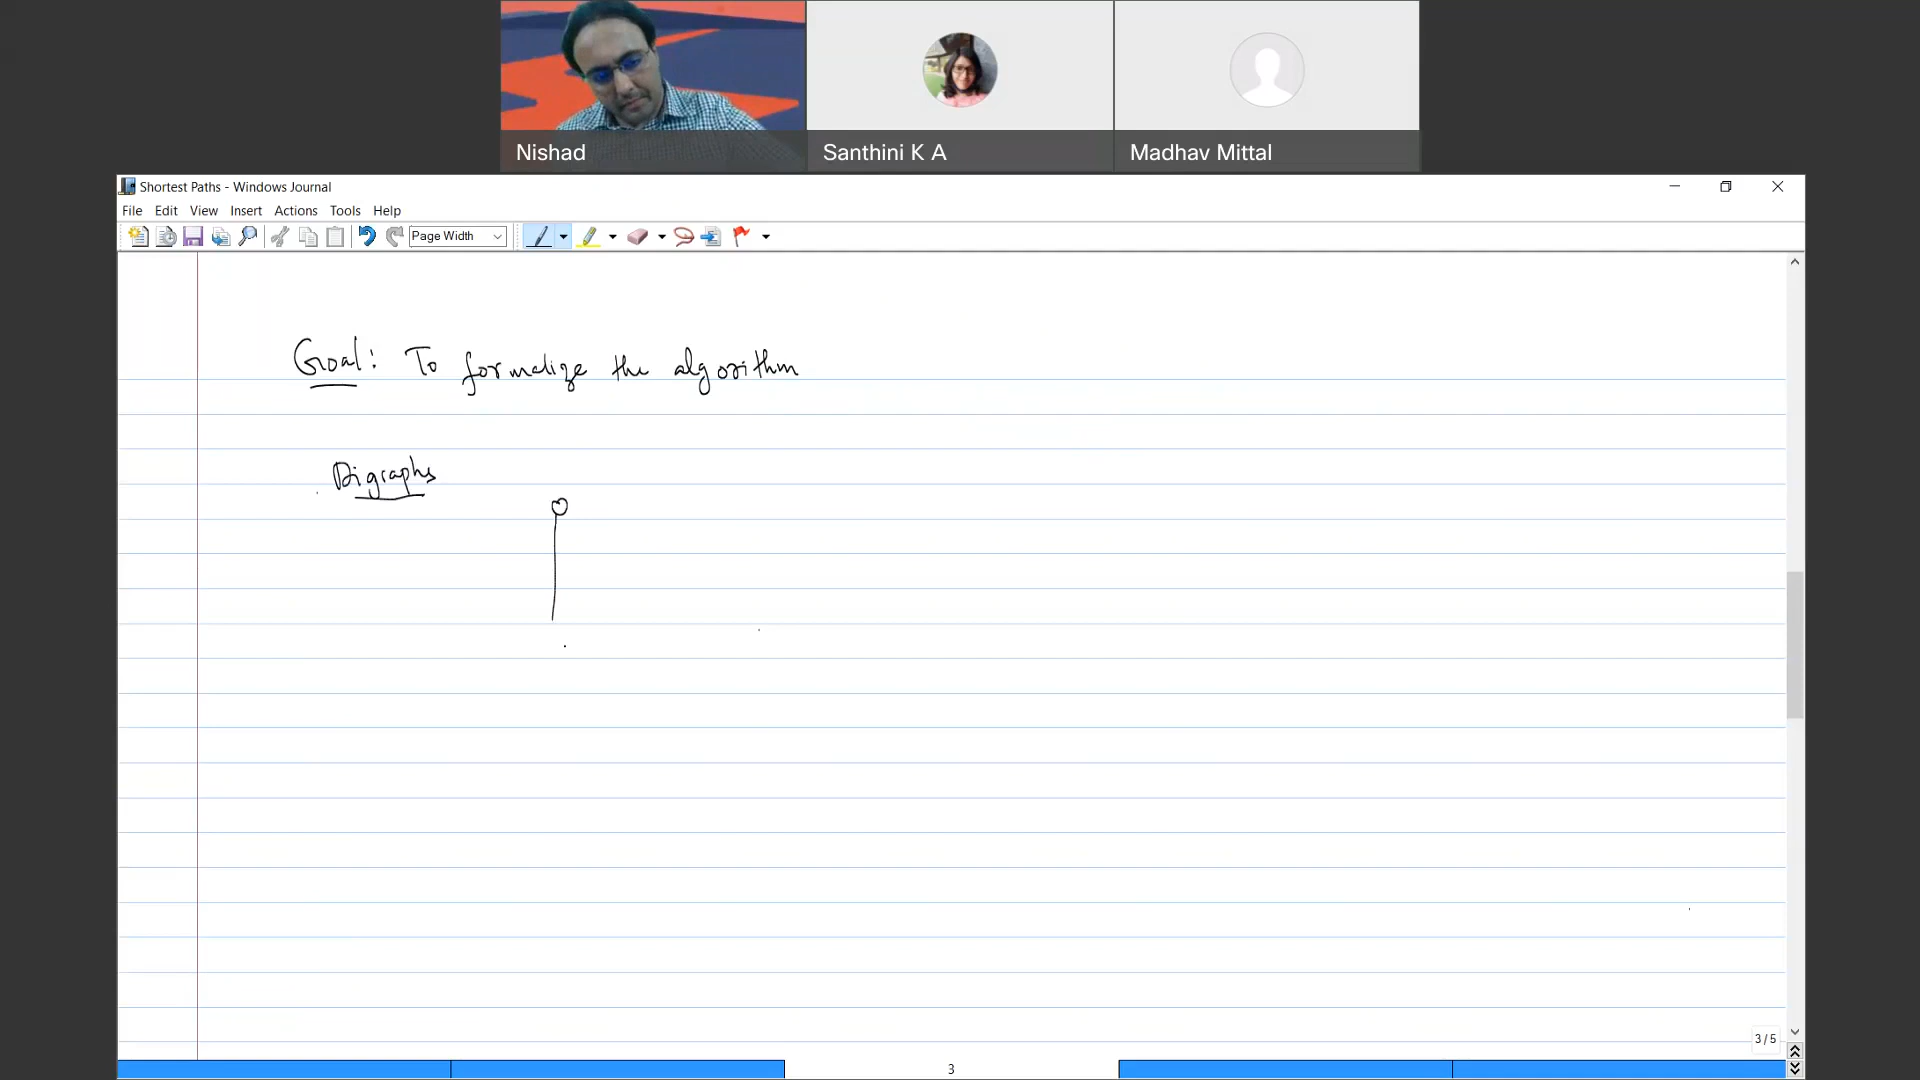 Nishad
Santhini K A
Madhav Mittal
Shortest Paths - Windows Journal
File Edit View Insert Actions Tools Help
Page Width
Goal: To formalize the algorithm
Digraphs
3/5
3